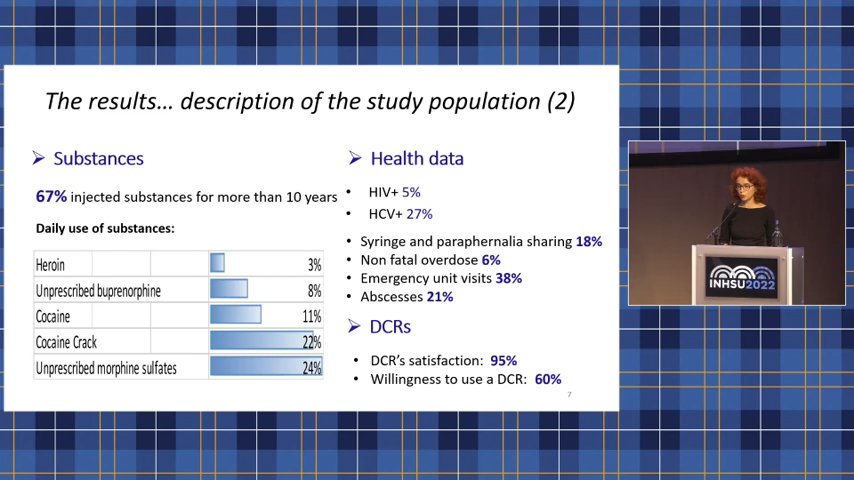 The results... description of the study population (2)
➢ Substances
67% injected substances for more than 10 years
Daily use of substances:
Heroin 3%
Unprescribed buprenorphine 8%
Cocaine 11%
Cocaine Crack 22%
Unprescribed morphine sulfates 24%
➢ Health data
• HIV+ 5%
• HCV+ 27%
• Syringe and paraphernalia sharing 18%
• Non fatal overdose 6%
• Emergency unit visits 38%
• Abscesses 21%
➢ DCRs
• DCR's satisfaction: 95%
• Willingness to use a DCR: 60%
7
INHSU2022